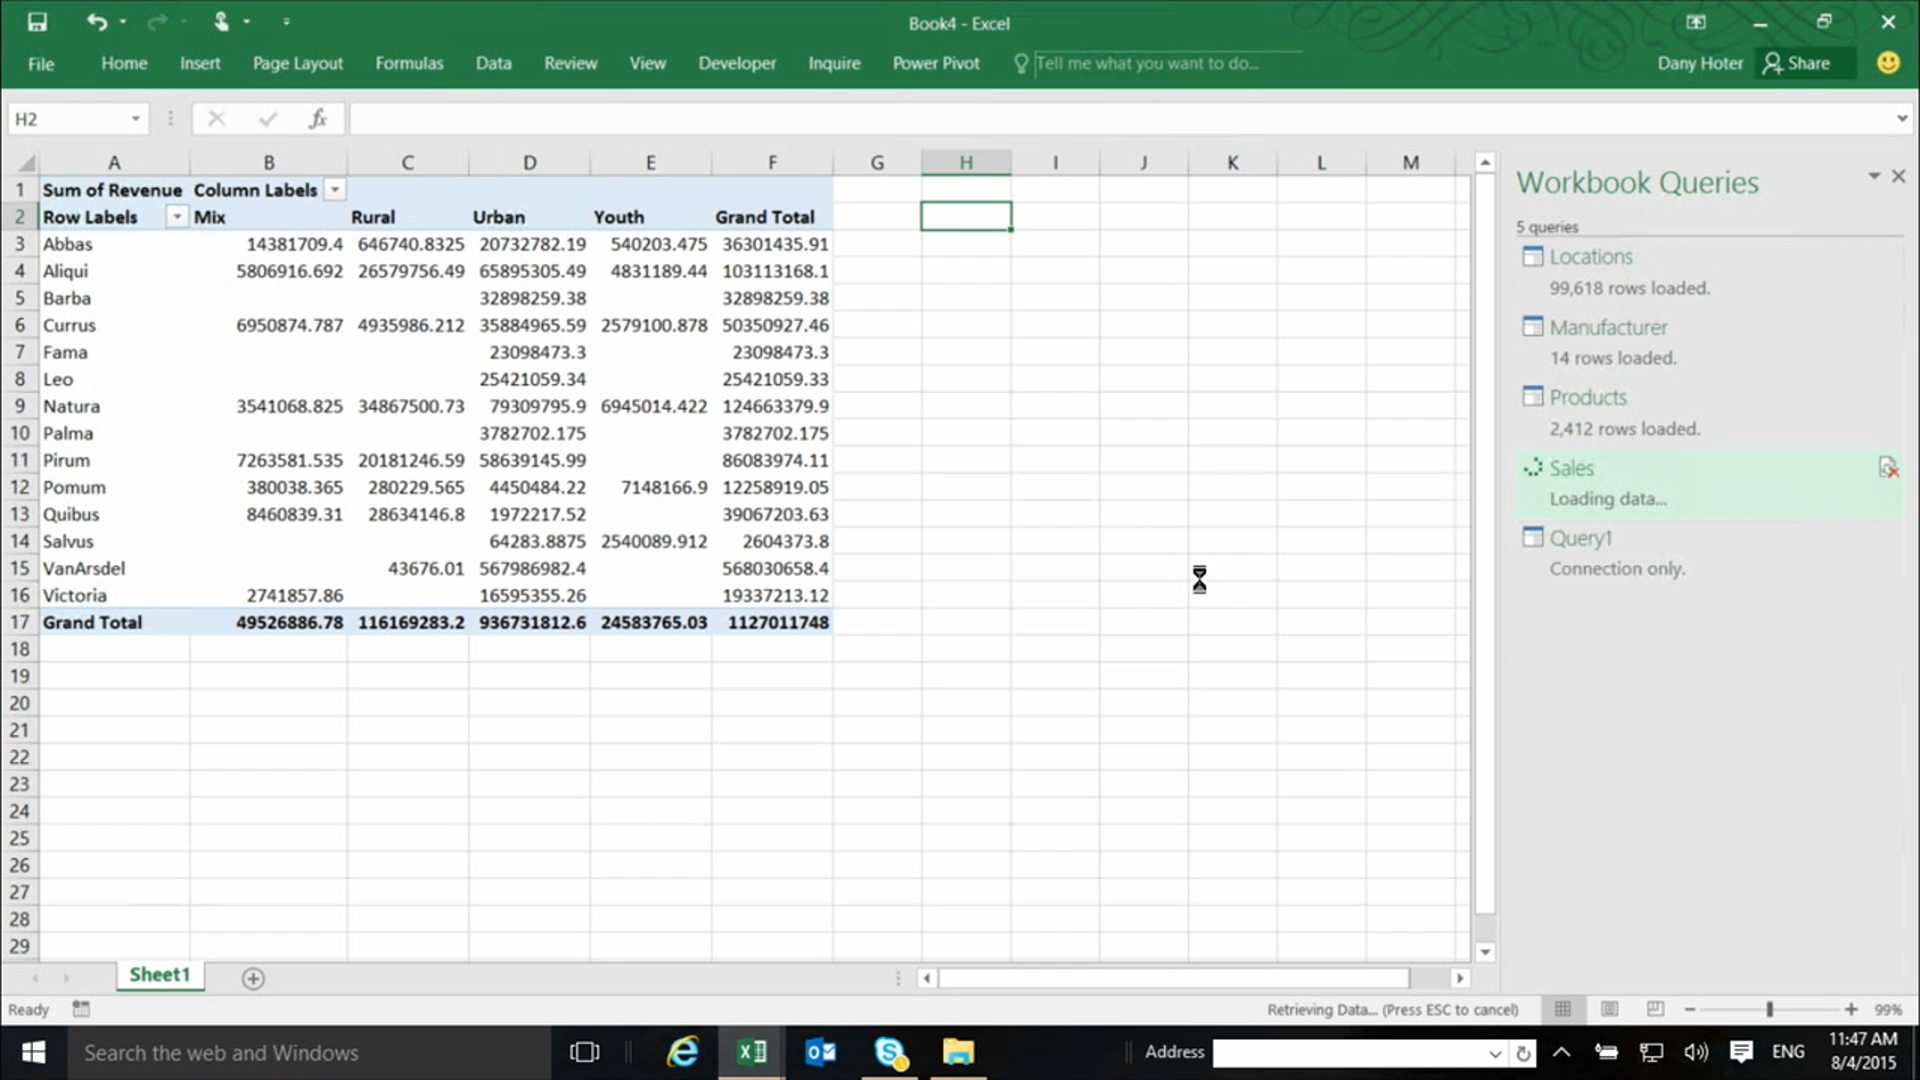 Book4 - Excel
File Home Insert Page Layout Formulas Data Review View Developer Inquire Power Pivot Tell me what you want to do... Dany Hoter Share
H2 fx
A B C D E F G H I J K L M
1 Sum of Revenue Column Labels
2 Row Labels Mix Rural Urban Youth Grand Total
3 Abbas 14381709.4 646740.8325 20732782.19 540203.475 36301435.91
4 Aliqui 5806916.692 26579756.49 65895305.49 4831189.44 103113168.1
5 Barba 32898259.38 32898259.38
6 Currus 6950874.787 4935986.212 35884965.59 2579100.878 50350927.46
7 Fama 23098473.3 23098473.3
8 Leo 25421059.34 25421059.33
9 Natura 3541068.825 34867500.73 79309795.9 6945014.422 124663379.9
10 Palma 3782702.175 3782702.175
11 Pirum 7263581.535 20181246.59 58639145.99 86083974.11
12 Pomum 380038.365 280229.565 4450484.22 7148166.9 12258919.05
13 Quibus 8460839.31 28634146.8 1972217.52 39067203.63
14 Salvus 64283.8875 2540089.912 2604373.8
15 VanArsdel 43676.01 567986982.4 568030658.4
16 Victoria 2741857.86 16595355.26 19337213.12
17 Grand Total 49526886.78 116169283.2 936731812.6 24583765.03 1127011748
18
19
20
21
22
23
24
25
26
27
28
29
Workbook Queries
5 queries
Locations
99,618 rows loaded.
Manufacturer
14 rows loaded.
Products
2,412 rows loaded.
Sales
Loading data...
Query1
Connection only.
Sheet1
Ready Retrieving Data... (Press ESC to cancel) 99%
Search the web and Windows Address ENG 11:47 AM
8/4/2015